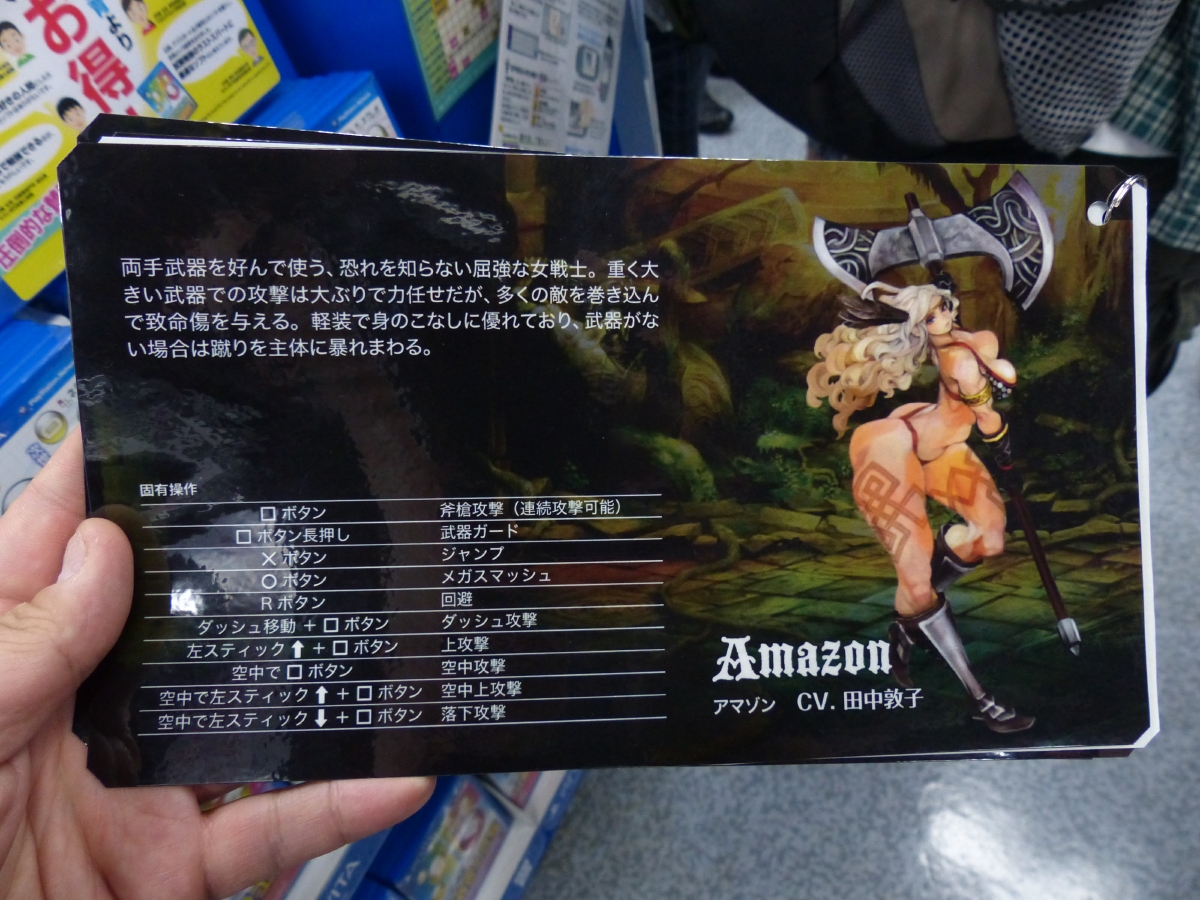 お得
より
圧倒的な
両手武器を好んで使う、恐れを知らない屈強な女戦士。重く大
きい武器での攻撃は大ぶりで力任せだが、多くの敵を巻き込ん
で致命傷を与える。軽装で身のこなしに優れており、武器がな
い場合は蹴りを主体に暴れまわる。
固有操作
□ ボタン 斧槍攻撃（連続攻撃可能）
□ ボタン長押し 武器ガード
× ボタン ジャンプ
○ ボタン メガスマッシュ
R ボタン 回避
ダッシュ移動 + □ ボタン ダッシュ攻撃
左スティック ↑ + □ ボタン 上攻撃
空中で □ ボタン 空中攻撃
空中で左スティック ↑ + □ ボタン 空中上攻撃
空中で左スティック ↓ + □ ボタン 落下攻撃
Amazon
アマゾン CV. 田中敦子
VITA